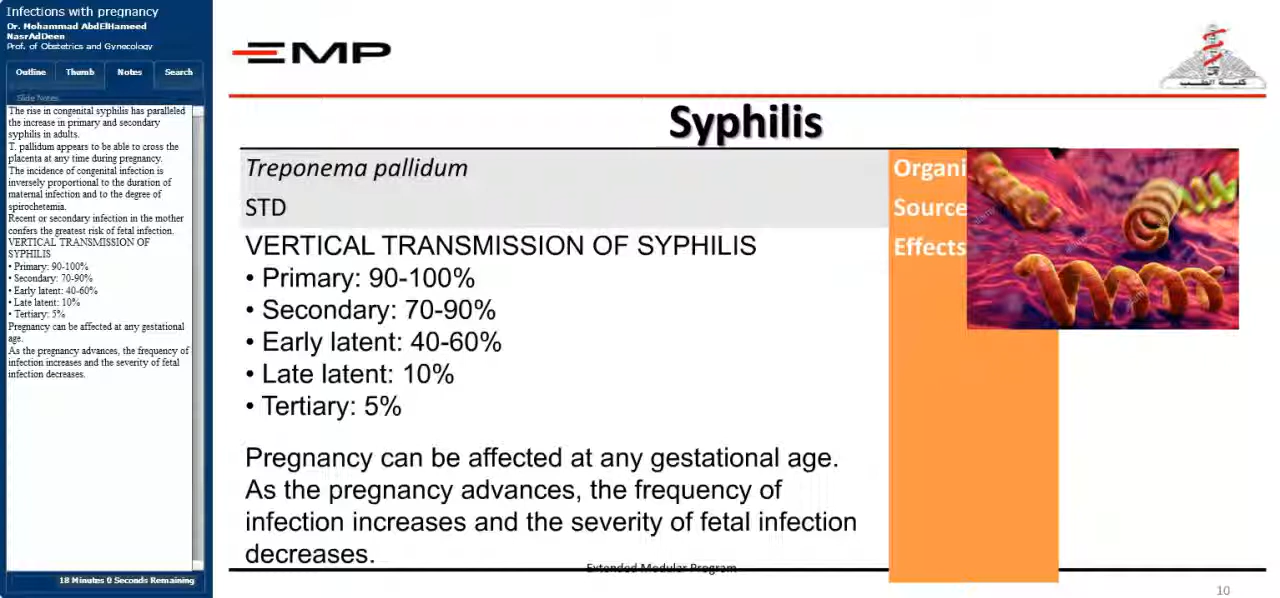 Infections with pregnancy
Dr. Mohammad AbdElHameed
NasrAdDeen
Prof. of Obstetrics and Gynecology
Outline Thumb Notes Search
Slide Notes
The rise in congenital syphilis has paralleled
the increase in primary and secondary
syphilis in adults.
T. pallidum appears to be able to cross the
placenta at any time during pregnancy.
The incidence of congenital infection is
inversely proportional to the duration of
maternal infection and to the degree of
spirochetemia.
Recent or secondary infection in the mother
confers the greatest risk of fetal infection.
VERTICAL TRANSMISSION OF
SYPHILIS
• Primary: 90-100%
• Secondary: 70-90%
• Early latent: 40-60%
• Late latent: 10%
• Tertiary: 5%
Pregnancy can be affected at any gestational
age.
As the pregnancy advances, the frequency of
infection increases and the severity of fetal
infection decreases.
18 Minutes 0 Seconds Remaining
EMP
كلية الطب
Syphilis
Treponema pallidum
Organi
STD
Source
VERTICAL TRANSMISSION OF SYPHILIS
Effects
• Primary: 90-100%
• Secondary: 70-90%
• Early latent: 40-60%
• Late latent: 10%
• Tertiary: 5%
Pregnancy can be affected at any gestational age.
As the pregnancy advances, the frequency of
infection increases and the severity of fetal infection
decreases.
Extended Modular Program
10